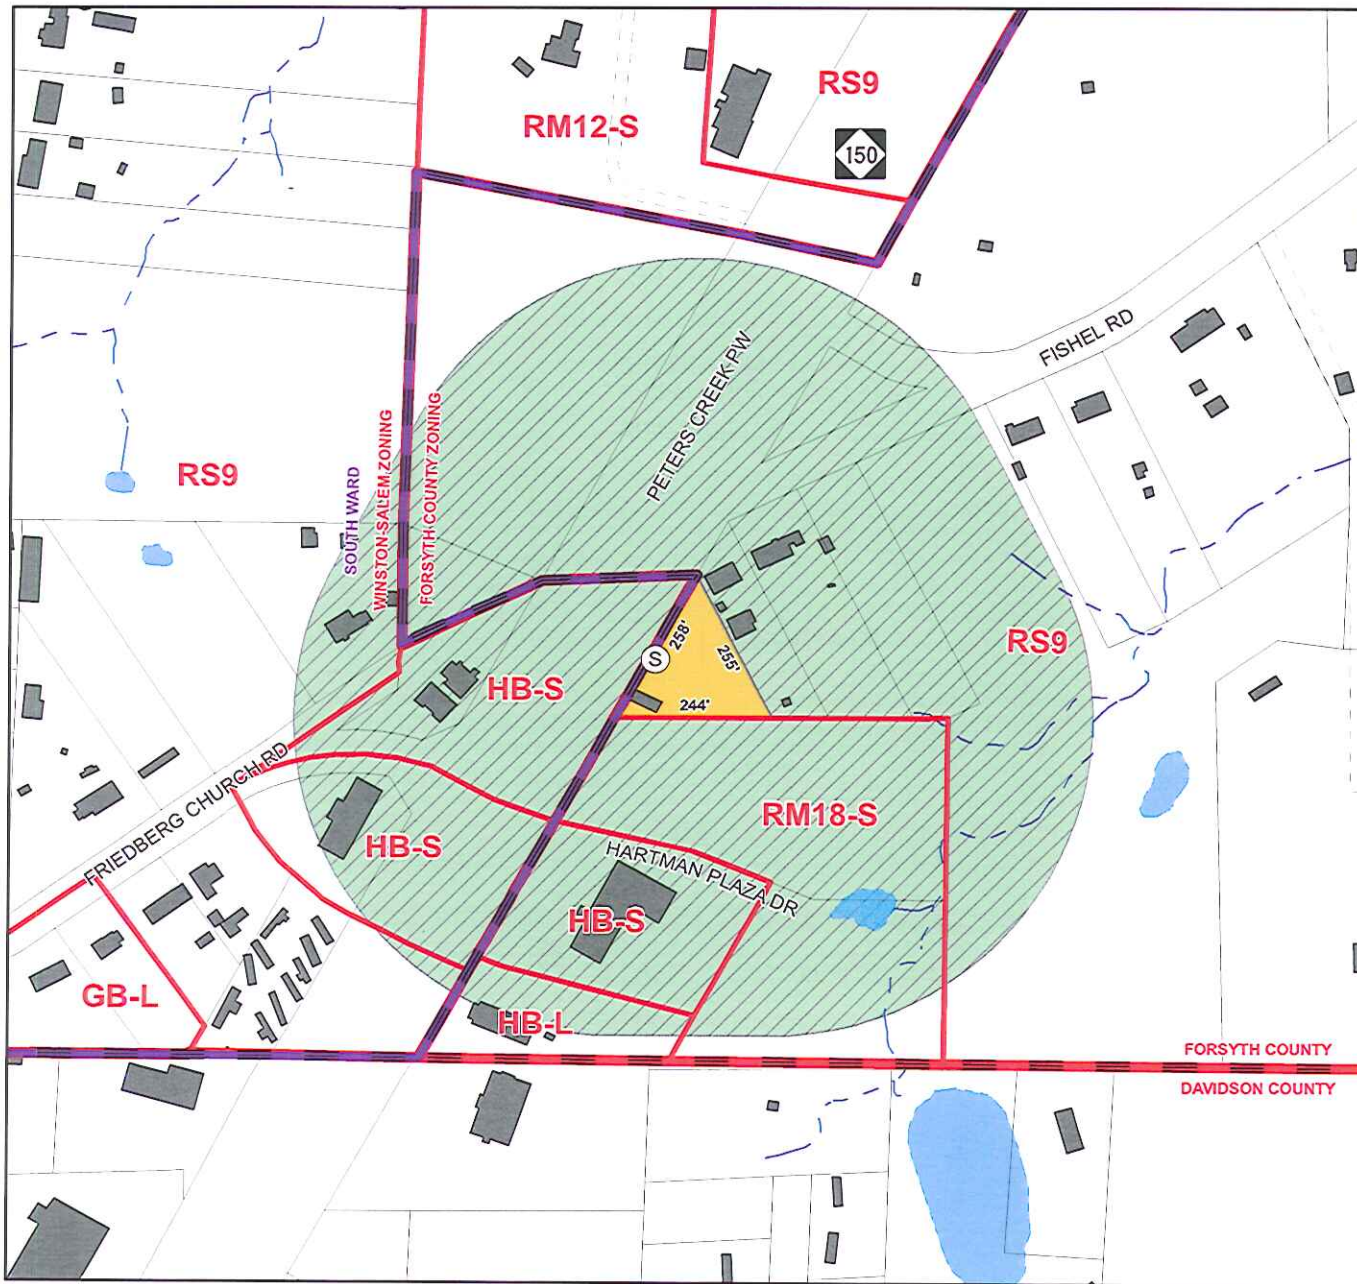 RS9
RM12-S
150
FISHEL RD
PETERS CREEK PW
RS9
SOUTH WARD
WINSTON-SALEM ZONING
FORSYTH COUNTY ZONING
258'
255'
S
244'
RS9
HB-S
FRIEDBERG CHURCH RD
RM18-S
HB-S
HARTMAN PLAZA DR
HB-S
GB-L
HB-L
FORSYTH COUNTY
DAVIDSON COUNTY